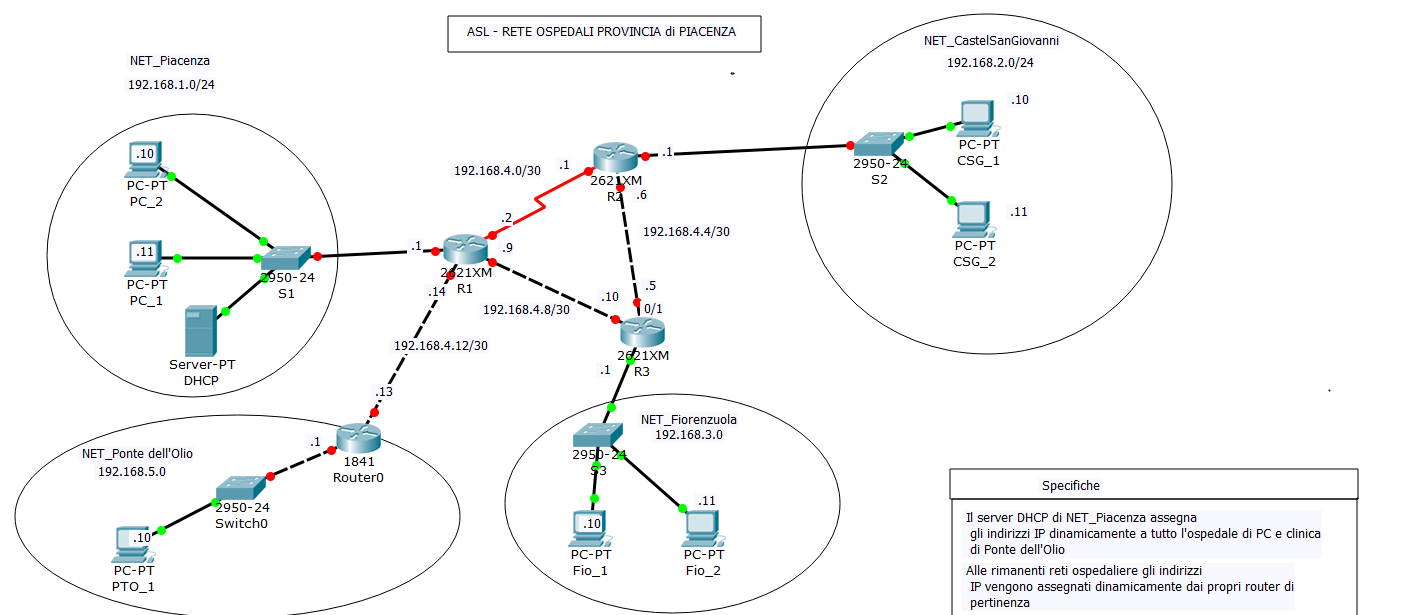 ASL - RETE OSPEDALI PROVINCIA di PIACENZA
NET_Piacenza
192.168.1.0/24
.10
PC-PT
PC_2
.11
PC-PT
PC_1
2950-24
S1
Server-PT
DHCP
.1
2621XM
R1
.2
.9
.14
192.168.4.0/30
.1
2621XM
R2
.1
.6
192.168.4.4/30
.5
0/1
.10
192.168.4.8/30
2621XM
R3
.1
192.168.4.12/30
.13
NET_CastelSanGiovanni
192.168.2.0/24
.10
PC-PT
CSG_1
2950-24
S2
.11
PC-PT
CSG_2
NET_Ponte dell'Olio
192.168.5.0
.1
1841
Router0
2950-24
Switch0
.10
PC-PT
PTO_1
NET_Fiorenzuola
192.168.3.0
2950-24
S3
.10
PC-PT
Fio_1
.11
PC-PT
Fio_2
Specifiche
Il server DHCP di NET_Piacenza assegna
gli indirizzi IP dinamicamente a tutto l'ospedale di PC e clinica
di Ponte dell'Olio
Alle rimanenti reti ospedaliere gli indirizzi
IP vengono assegnati dinamicamente dai propri router di
pertinenza